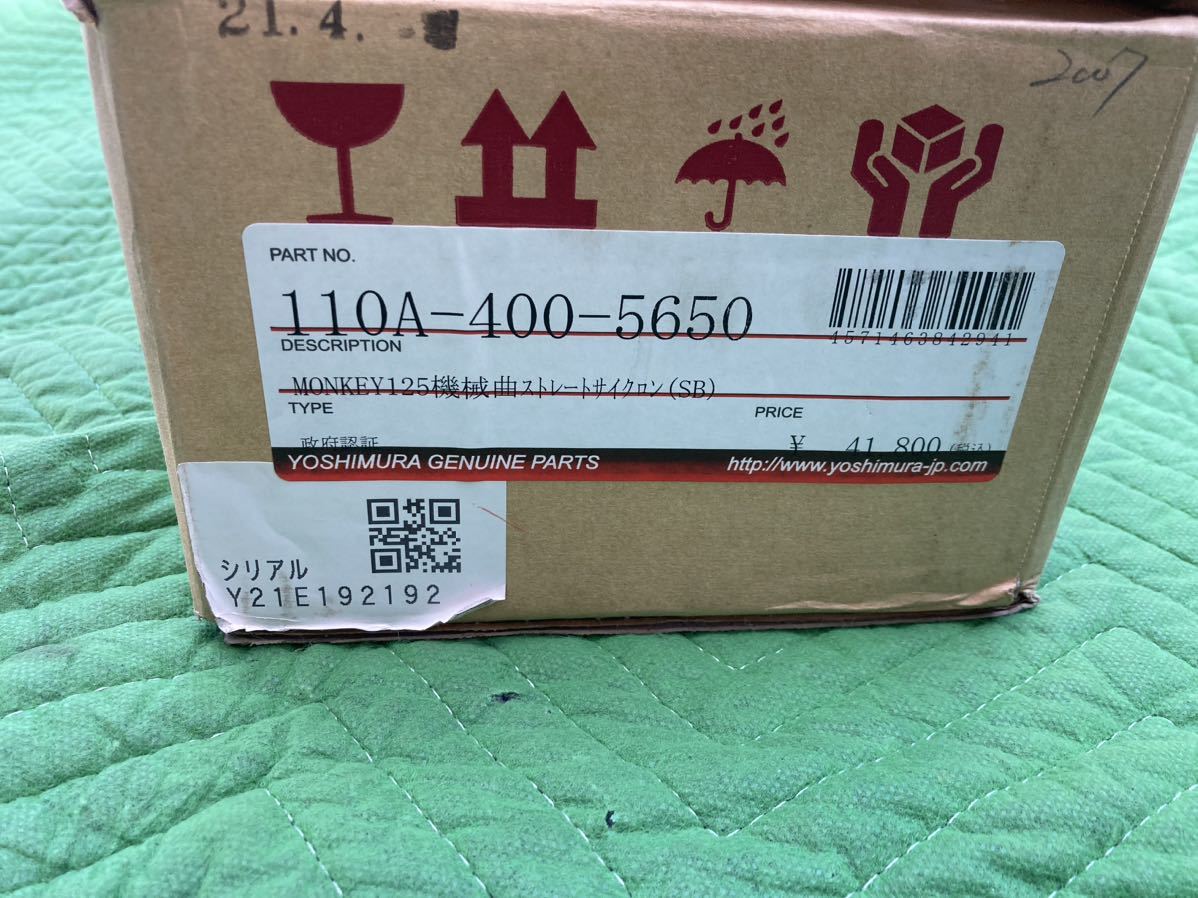 21.4.
2007
PART NO.
110A-400-5650
4571463842941
DESCRIPTION
MONKEY125機械曲ストレートサイクロン(SB)
TYPE
PRICE
政府認証
¥ 41,800 (税込)
YOSHIMURA GENUINE PARTS
http://www.yoshimura-jp.com
シリアル
Y21E192192